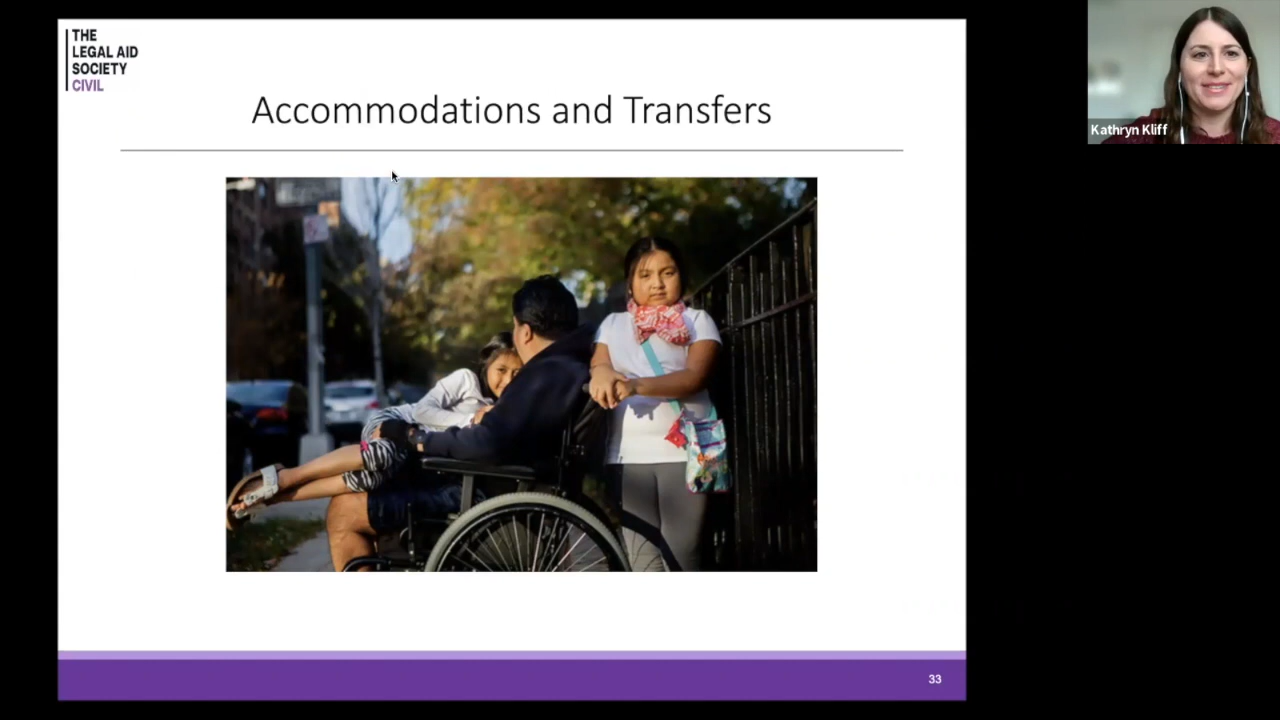 THE
LEGAL AID
SOCIETY
CIVIL
Accommodations and Transfers
Kathryn Kliff
33